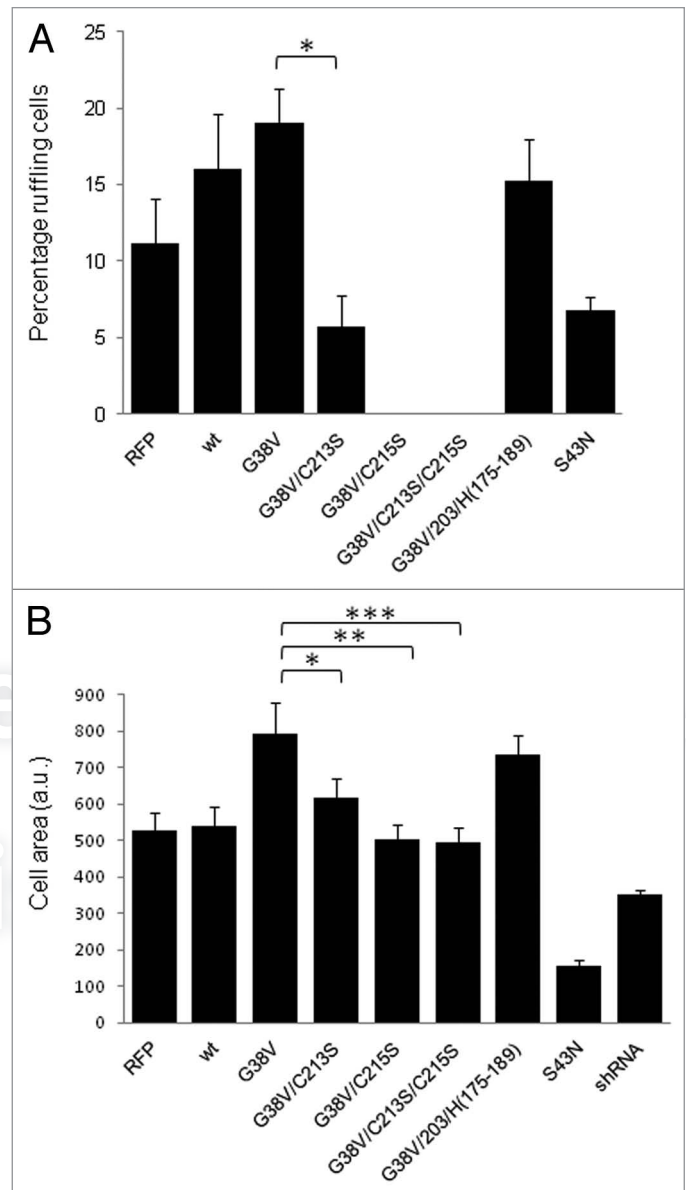 A
Percentage ruffling cells
25
20
15
10
5
0
*
RFP
wt
G38V
G38V/C213S
G38V/C215S
G38V/C213S/C215S
G38V/203/H(175-189)
S43N
B
Cell area (a.u.)
900
800
700
600
500
400
300
200
100
0
***
**
*
RFP
wt
G38V
G38V/C213S
G38V/C215S
G38V/C213S/C215S
G38V/203/H(175-189)
S43N
shRNA